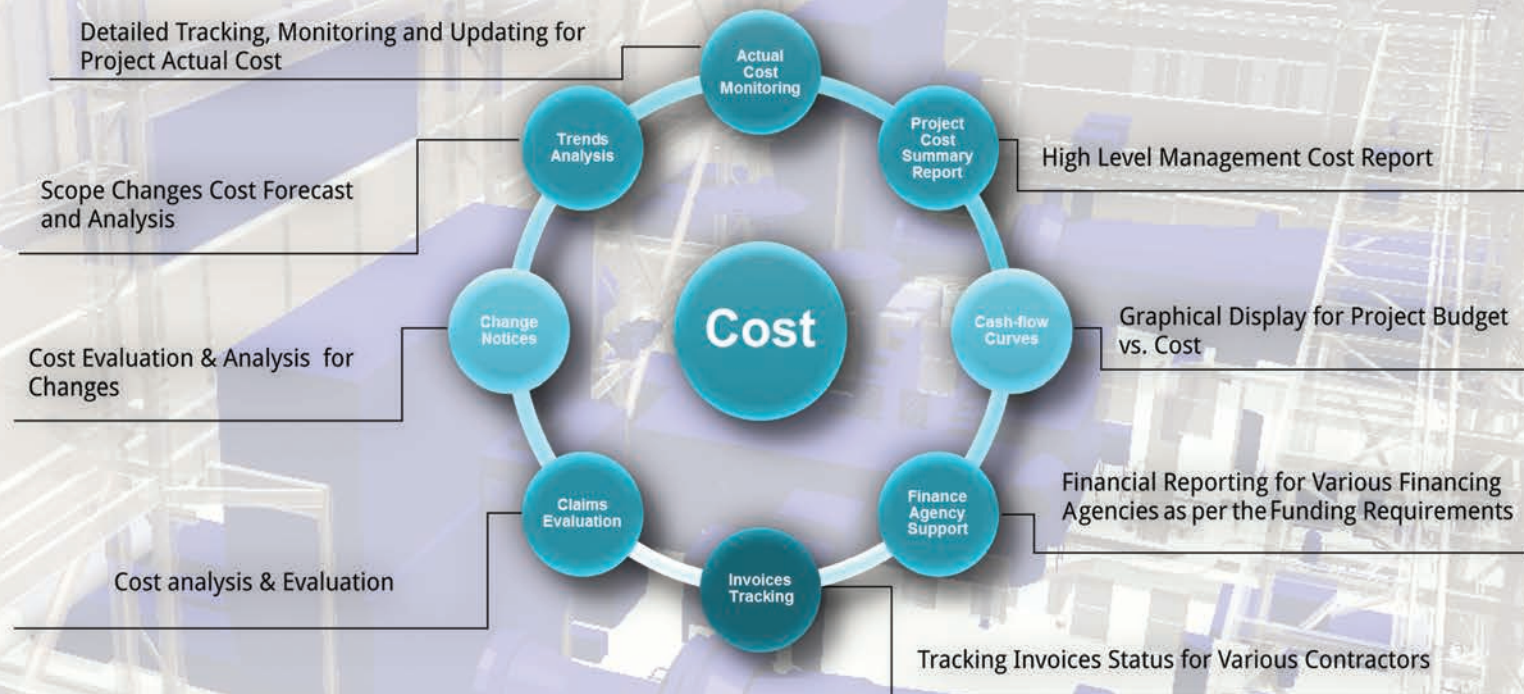 Detailed Tracking, Monitoring and Updating for
Project Actual Cost
Actual
Cost
Monitoring
Project
Cost
Summary
Report
High Level Management Cost Report
Trends
Analysis
Scope Changes Cost Forecast
and Analysis
Cost
Cash-flow
Curves
Graphical Display for Project Budget
vs. Cost
Change
Notices
Cost Evaluation & Analysis for
Changes
Finance
Agency
Support
Financial Reporting for Various Financing
Agencies as per the Funding Requirements
Claims
Evaluation
Cost analysis & Evaluation
Invoices
Tracking
Tracking Invoices Status for Various Contractors